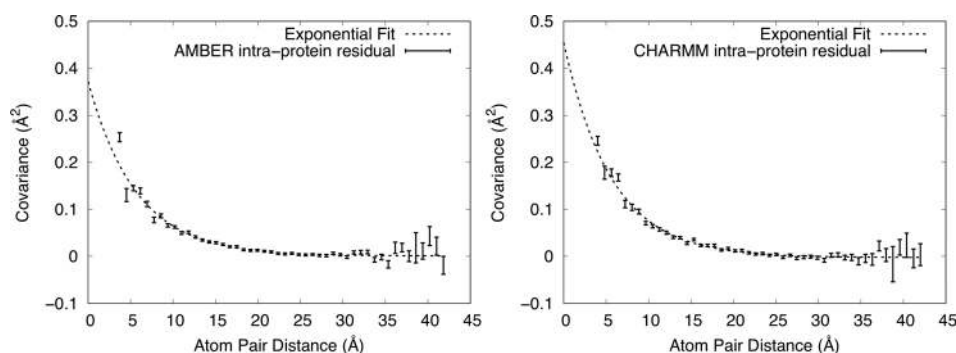 0.5
0.4
0.3
0.2
0.1
0
−0.1
Covariance (Å2)
0 5 10 15 20 25 30 35 40 45
Atom Pair Distance (Å)
Exponential Fit
AMBER intra-protein residual
0.5
0.4
0.3
0.2
0.1
0
−0.1
Covariance (Å2)
0 5 10 15 20 25 30 35 40 45
Atom Pair Distance (Å)
Exponential Fit
CHARMM intra-protein residual